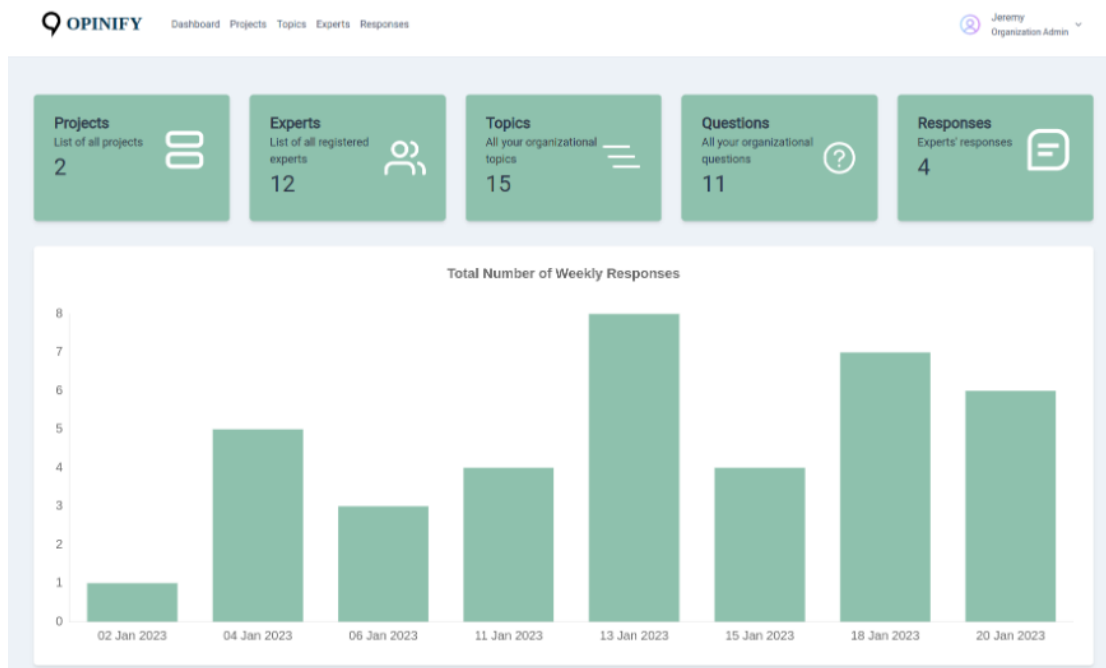 OPINIFY
Dashboard Projects Topics Experts Responses
Jeremy
Organization Admin
Projects
List of all projects
2
Experts
List of all registered
experts
12
Topics
All your organizational
topics
15
Questions
All your organizational
questions
11
Responses
Experts' responses
4
Total Number of Weekly Responses
8
7
6
5
4
3
2
1
0
02 Jan 2023 04 Jan 2023 06 Jan 2023 11 Jan 2023 13 Jan 2023 15 Jan 2023 18 Jan 2023 20 Jan 2023